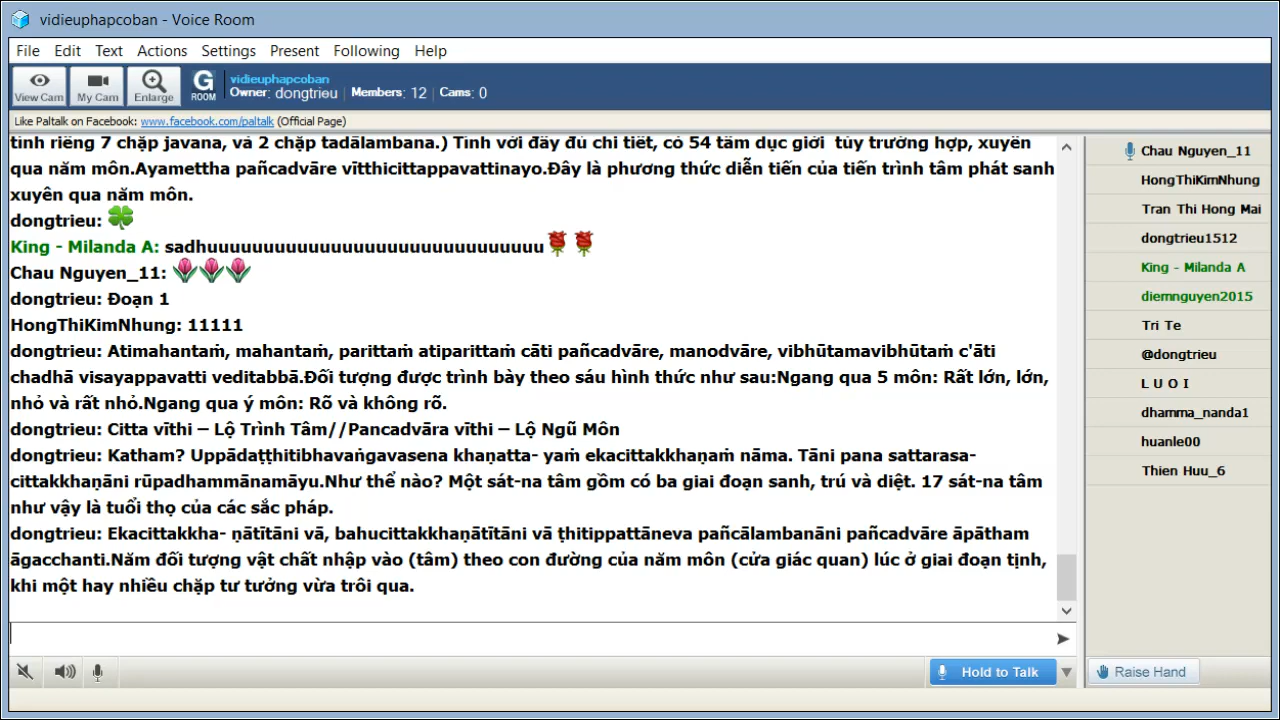 vidieuphapcoban - Voice Room
File Edit Text Actions Settings Present Following Help
View Cam My Cam Enlarge G ROOM
vidieuphapcoban
Owner: dongtrieu | Members: 12 | Cams: 0
Like Paltalk on Facebook: www.facebook.com/paltalk (Official Page)
tính riêng 7 chặp javana, và 2 chặp tadālambana.) Tính với đầy đủ chi tiết, có 54 tâm dục giới tùy trường hợp, xuyên
qua năm môn.Ayamettha pañcadvāre vītthicittappavattinayo.Đây là phương thức diễn tiến của tiến trình tâm phát sanh
xuyên qua năm môn.
dongtrieu:
King - Milanda A: sadhuuuuuuuuuuuuuuuuuuuuuuuuuuuuuu
Chau Nguyen_11:
dongtrieu: Đoạn 1
HongThiKimNhung: 11111
dongtrieu: Atimahantaṁ, mahantaṁ, parittaṁ atiparittaṁ cāti pañcadvāre, manodvāre, vibhūtamavibhūtaṁ c'āti
chadhā visayappavatti veditabbā.Đối tượng được trình bày theo sáu hình thức như sau:Ngang qua 5 môn: Rất lớn, lớn,
nhỏ và rất nhỏ.Ngang qua ý môn: Rõ và không rõ.
dongtrieu: Citta vīthi – Lộ Trình Tâm//Pancadvāra vīthi – Lộ Ngũ Môn
dongtrieu: Katham? Uppādaṭṭhitibhavaṅgavasena khaṇatta- yaṁ ekacittakkhaṇaṁ nāma. Tāni pana sattarasa-
cittakkhaṇāni rūpadhammānamāyu.Như thế nào? Một sát-na tâm gồm có ba giai đoạn sanh, trú và diệt. 17 sát-na tâm
như vậy là tuổi thọ của các sắc pháp.
dongtrieu: Ekacittakkha- ṇātītāni vā, bahucittakkhaṇātītāni vā ṭhitippattāneva pañcālambanāni pañcadvāre āpātham
āgacchanti.Năm đối tượng vật chất nhập vào (tâm) theo con đường của năm môn (cửa giác quan) lúc ở giai đoạn tịnh,
khi một hay nhiều chặp tư tưởng vừa trôi qua.
Chau Nguyen_11
HongThiKimNhung
Tran Thi Hong Mai
dongtrieu1512
King - Milanda A
diemnguyen2015
Tri Te
@dongtrieu
L U O I
dhamma_nanda1
huanle00
Thien Huu_6
Hold to Talk
Raise Hand